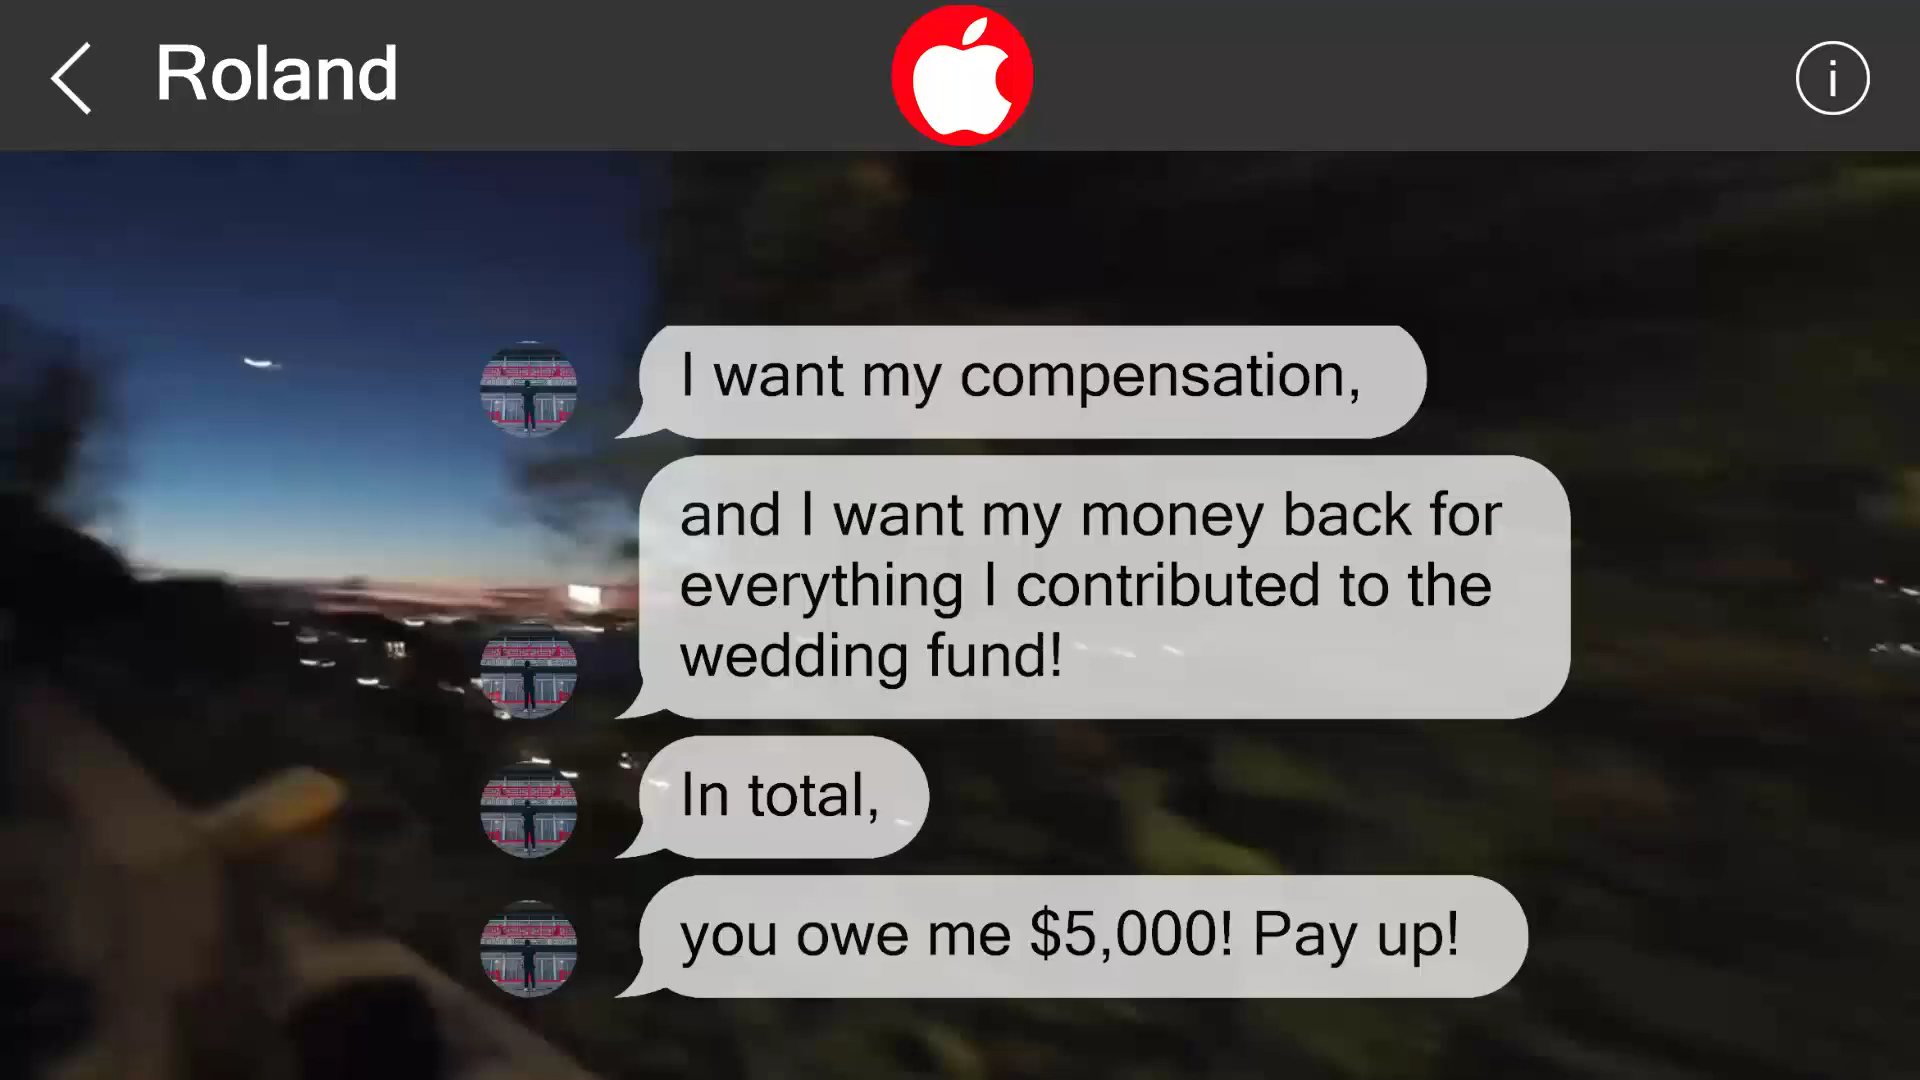 Roland
i
I want my compensation,
and I want my money back for
everything I contributed to the
wedding fund!
In total,
you owe me $5,000! Pay up!